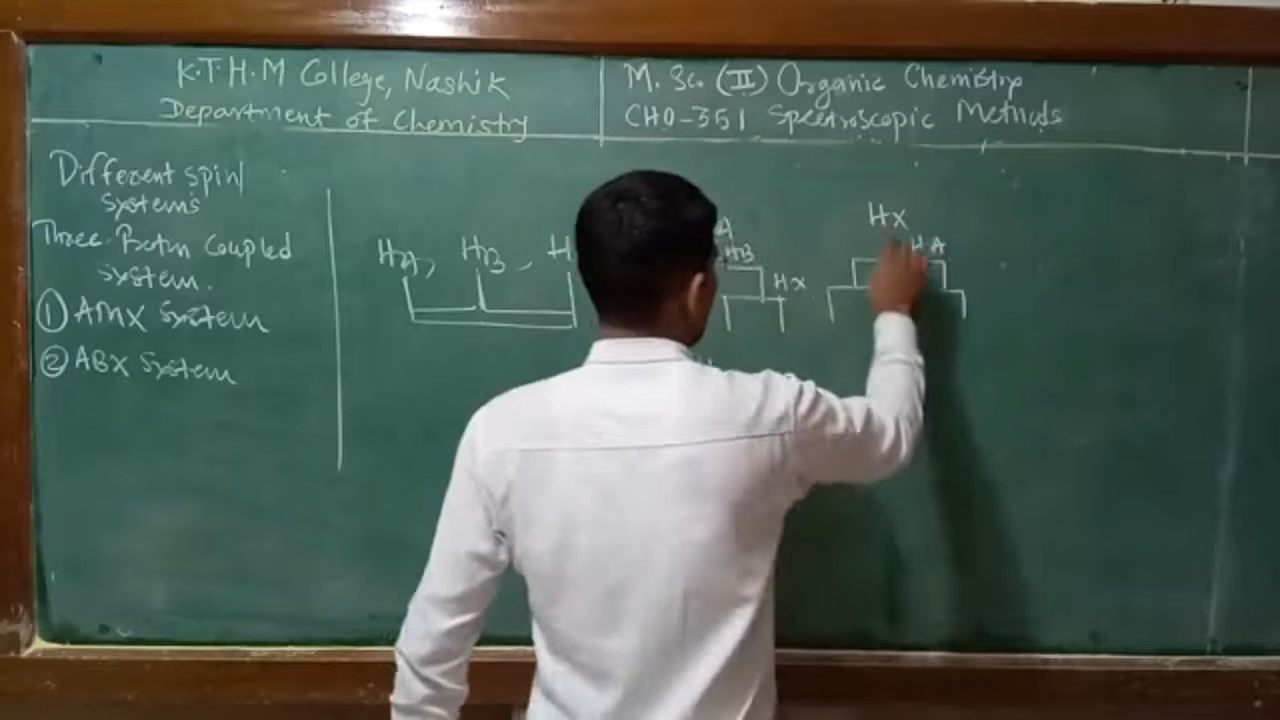 K.T.H.M College, Nashik
Department of Chemistry
M. Sc. (II) Organic Chemistry
CHO-351 Spectroscopic Methods
Different spin
systems
Three Proton Coupled
system.
① AMX System
② ABX System
HA, HB, H
A
HB
HX
HX
HA